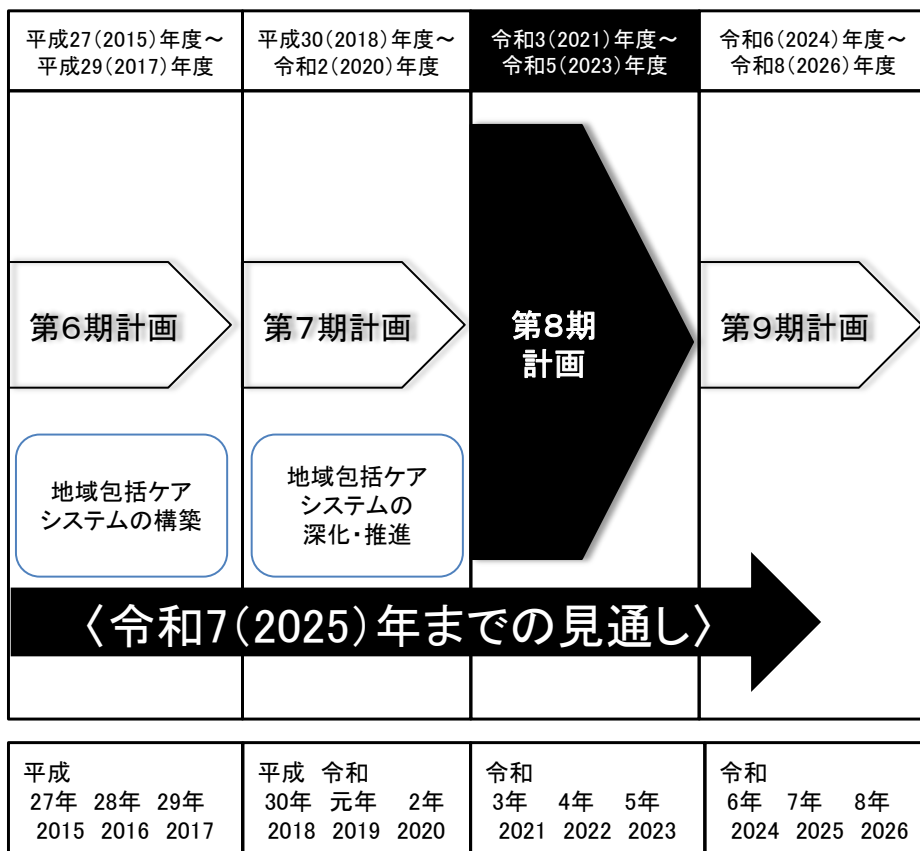 平成27(2015)年度～
平成29(2017)年度
平成30(2018)年度～
令和2(2020)年度
令和3(2021)年度～
令和5(2023)年度
令和6(2024)年度～
令和8(2026)年度
第6期計画
第7期計画
第8期
計画
第9期計画
地域包括ケア
システムの構築
地域包括ケア
システムの
深化・推進
〈令和7(2025)年までの見通し〉
平成
27年 28年 29年
2015 2016 2017
平成 令和
30年 元年 2年
2018 2019 2020
令和
3年 4年 5年
2021 2022 2023
令和
6年 7年 8年
2024 2025 2026